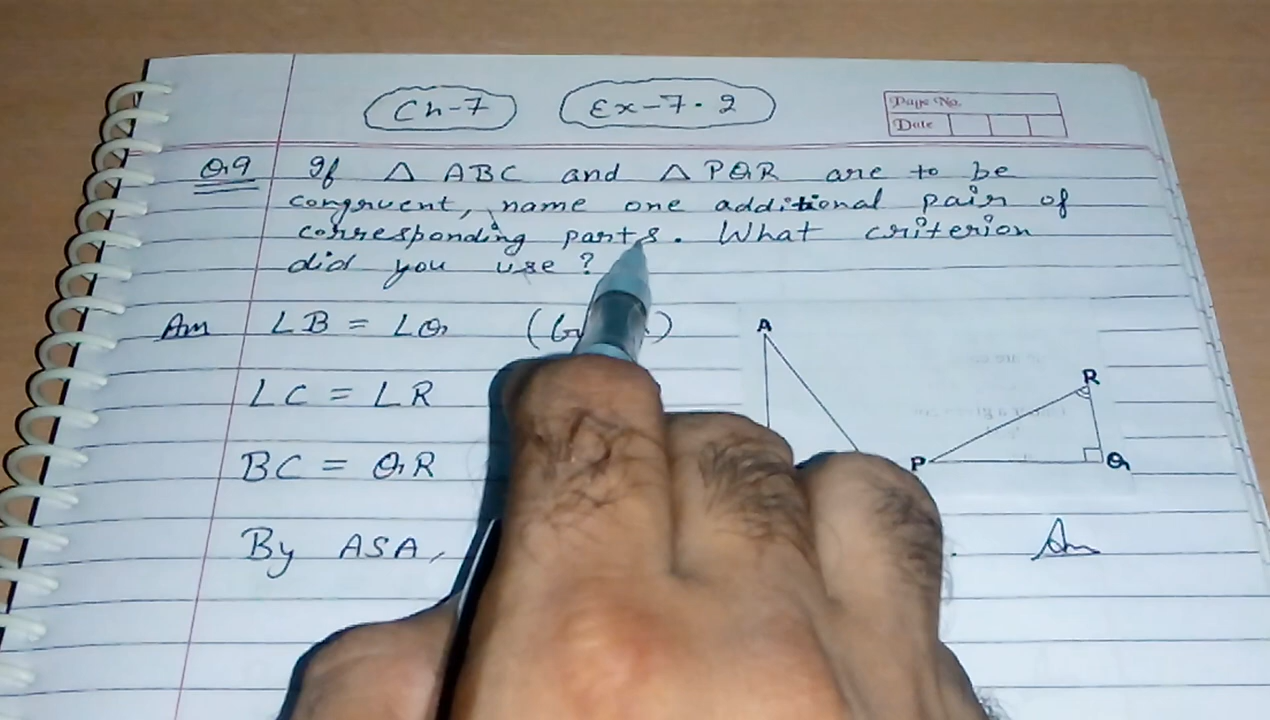 Ch-7
Ex-7.2
Page No.
Date
Q.9 If △ ABC and △ PQR are to be
congruent, name one additional pair of
corresponding parts. What criterion
did you use?
Ans ∠B = ∠Q
∠C = ∠R
BC = QR
By ASA,
Ans
A
R
P
Q